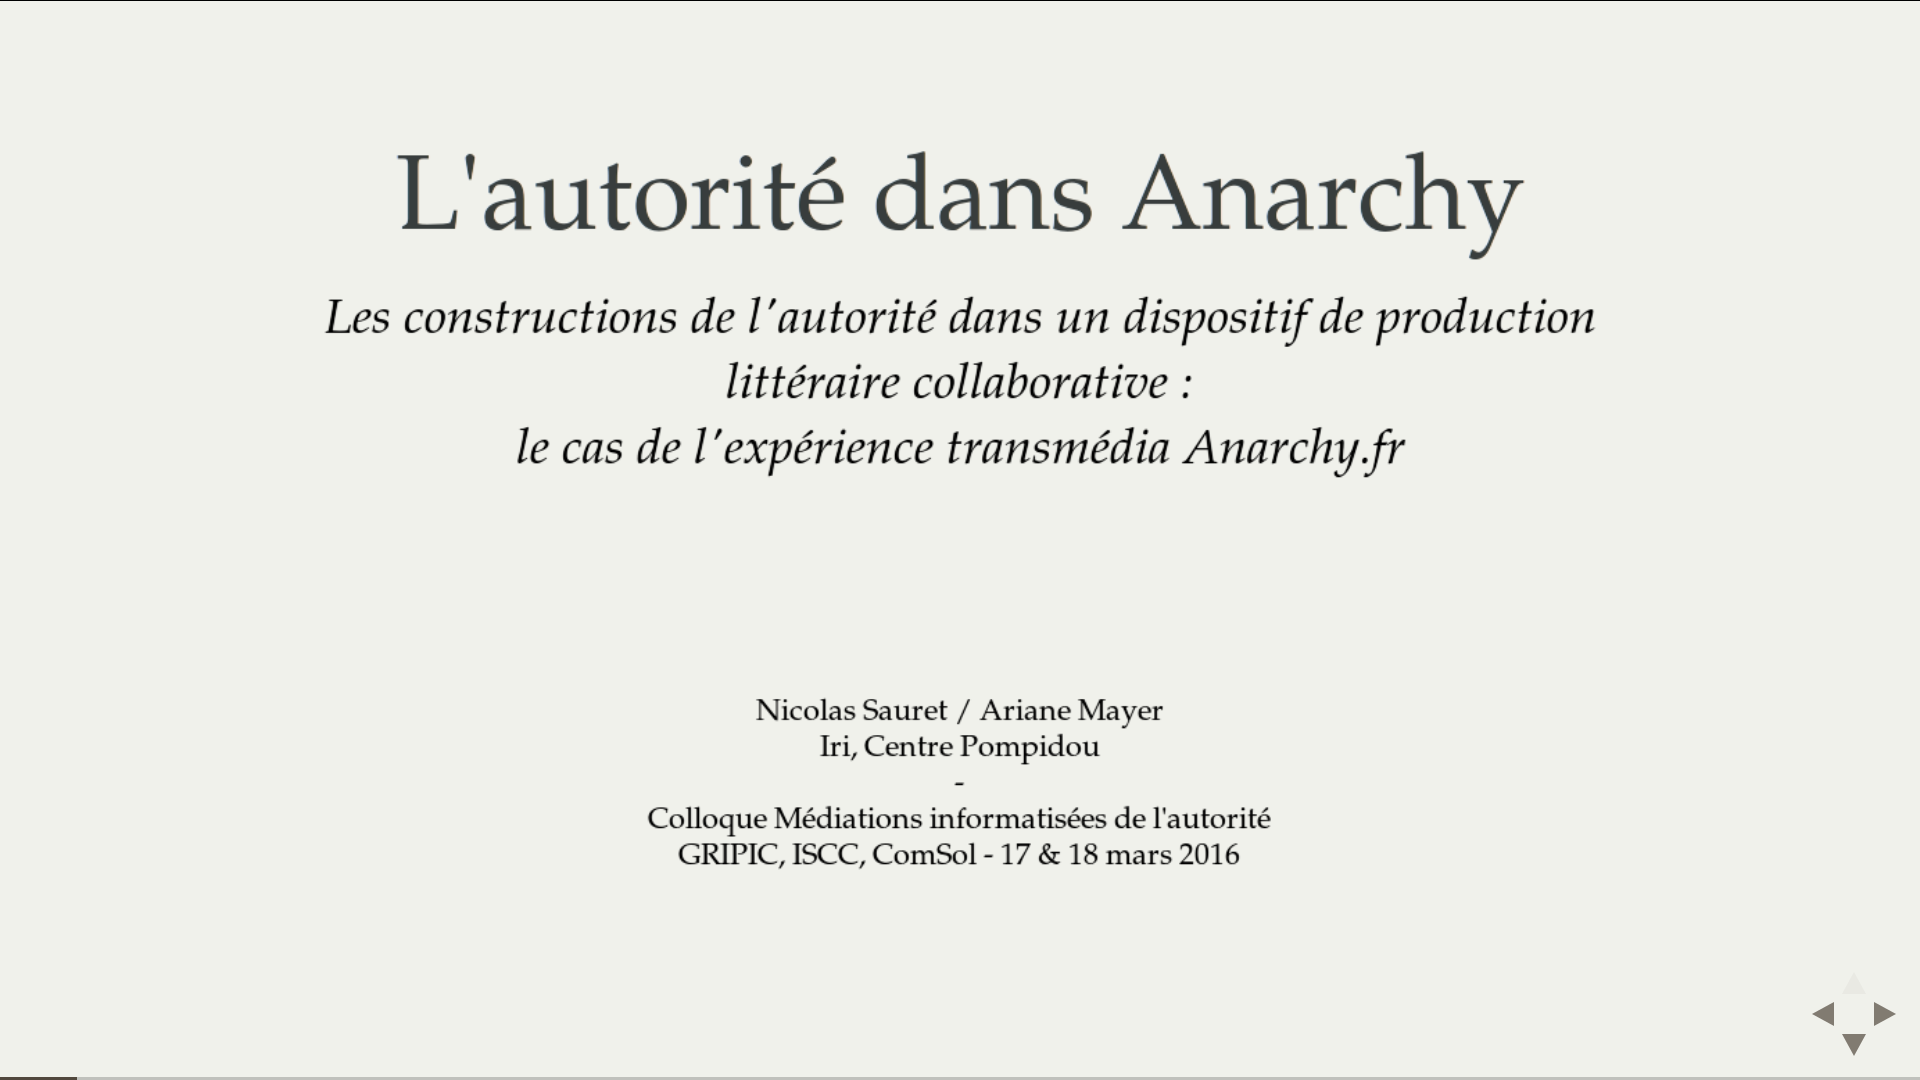 L'autorité dans Anarchy
Les constructions de l'autorité dans un dispositif de production
littéraire collaborative :
le cas de l'expérience transmédia Anarchy.fr
Nicolas Sauret / Ariane Mayer
Iri, Centre Pompidou
-
Colloque Médiations informatisées de l'autorité
GRIPIC, ISCC, ComSol - 17 & 18 mars 2016